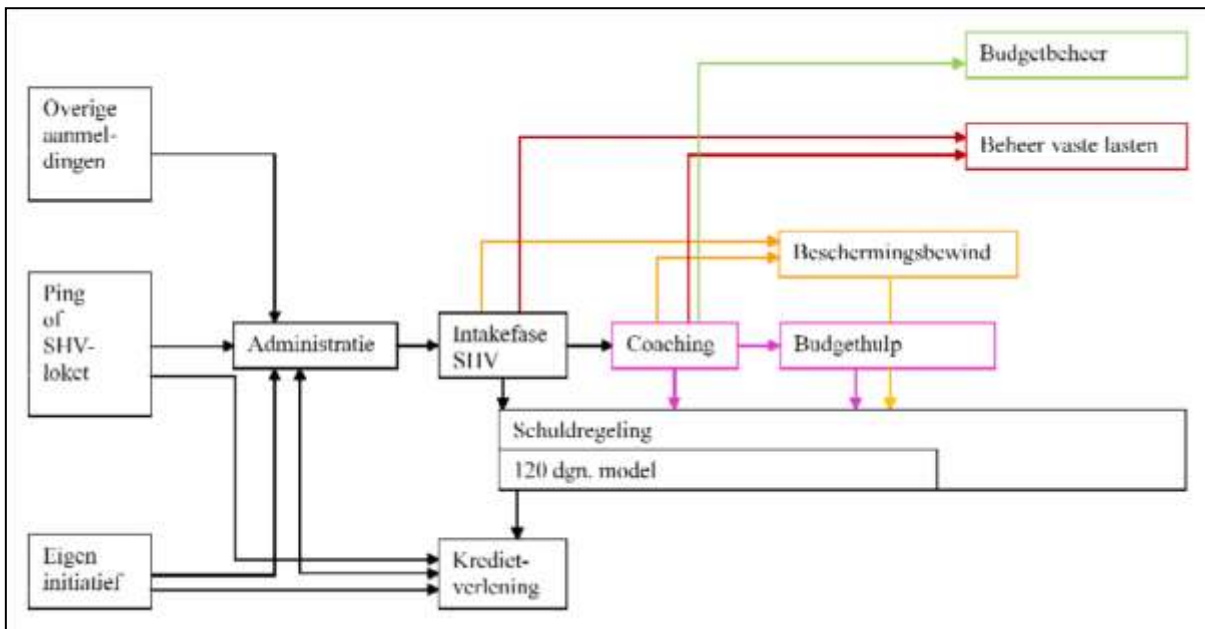 Budgetbeheer
Overige
aanmel-
dingen
Beheer vaste lasten
Beschermingsbewind
Ping
of
SHV-
loket
Administratie
Intakefase
SHV
Coaching
Budgethulp
Schuldregeling
120 dgn. model
Eigen
initiatief
Krediet-
verlening